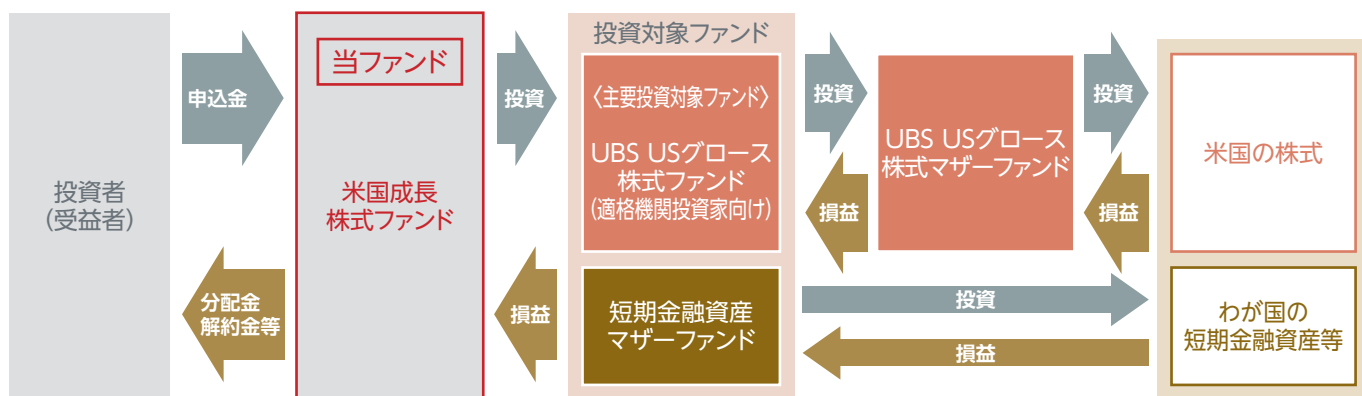 投資者
(受益者)
申込金
分配金
解約金等
当ファンド
米国成長
株式ファンド
投資
損益
投資対象ファンド
〈主要投資対象ファンド〉
UBS USグロース
株式ファンド
(適格機関投資家向け)
短期金融資産
マザーファンド
投資
損益
UBS USグロース
株式マザーファンド
投資
損益
投資
損益
米国の株式
わが国の
短期金融資産等